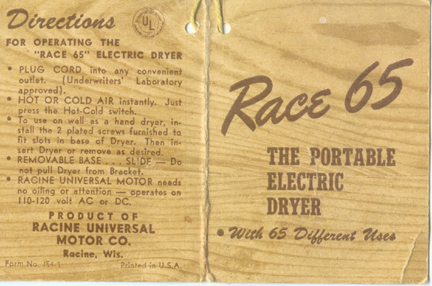 Directions
UL
FOR OPERATING THE
"RACE 65" ELECTRIC DRYER
• PLUG CORD into any convenient
outlet. (Underwriters' Laboratory
approved).
• HOT OR COLD AIR instantly. Just
press the Hot-Cold switch.
• To use on wall as a hand dryer, in-
stall the 2 plated screws furnished to
fit slots in base of Dryer. Then in-
sert Dryer or remove as desired.
• REMOVABLE BASE . . . SLIDE — Do
not pull Dryer from Bracket.
• RACINE UNIVERSAL MOTOR needs
no oiling or attention — operates on
110-120 volt AC or DC.
PRODUCT OF
RACINE UNIVERSAL
MOTOR CO.
Racine, Wis.
Form No.
Printed in U.S.A.
Race 65
THE PORTABLE
ELECTRIC
DRYER
• With 65 Different Uses